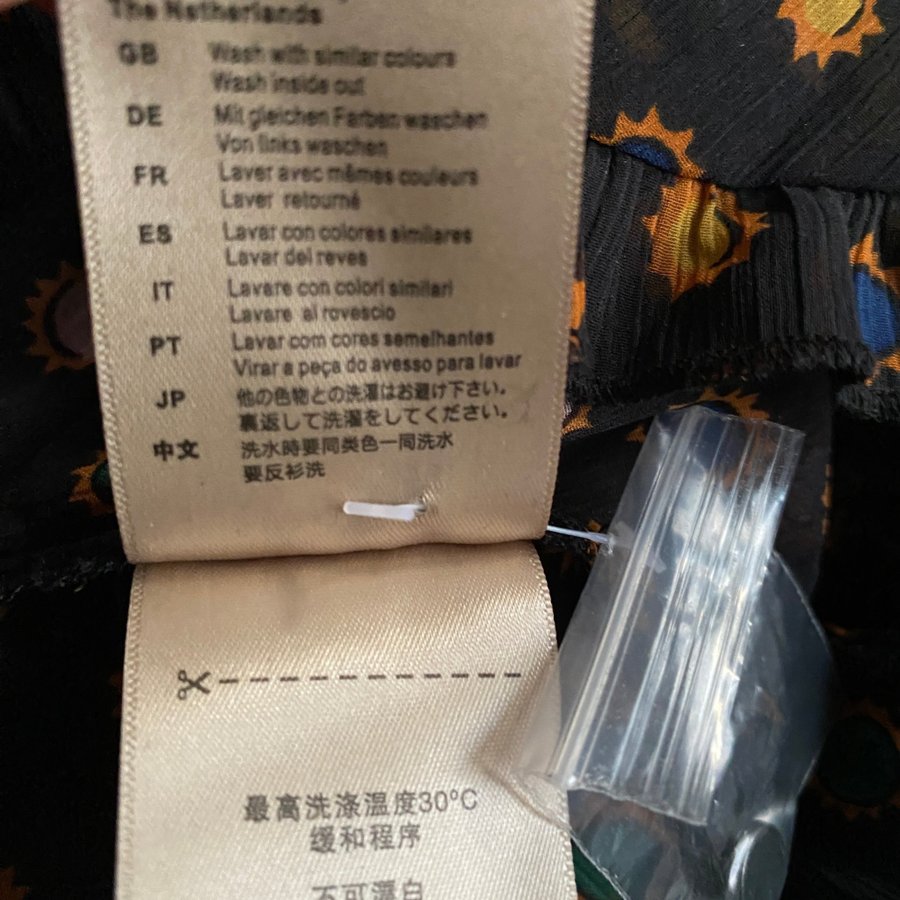 The Netherlands
GB Wash with similar colours
Wash inside out
DE Mit gleichen Farben waschen
Von links waschen
FR Laver avec mêmes couleurs
Laver retourné
ES Lavar con colores similares
Lavar del reves
IT Lavare con colori similari
Lavare al rovescio
PT Lavar com cores semelhantes
Virar a peça do avesso para lavar
JP 他の色物との洗濯はお避け下さい。
裏返して洗濯をしてください。
中文 洗水時要同类色一同洗水
要反衫洗
最高洗涤温度30°C
缓和程序
不可漂白